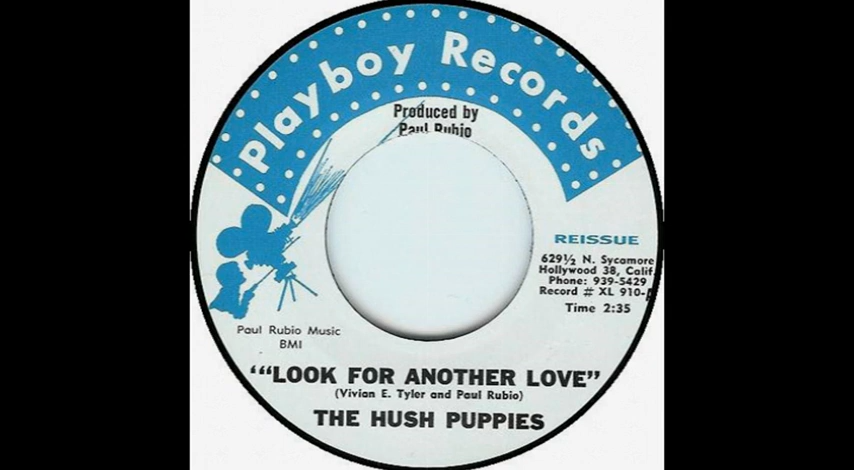 Playboy Records
Produced by
Paul Rubio
REISSUE
629½ N. Sycamore
Hollywood 38, Calif.
Phone: 939-5429
Record # XL 910-A
Time 2:35
Paul Rubio Music
BMI
'"LOOK FOR ANOTHER LOVE"
(Vivian E. Tyler and Paul Rubio)
THE HUSH PUPPIES